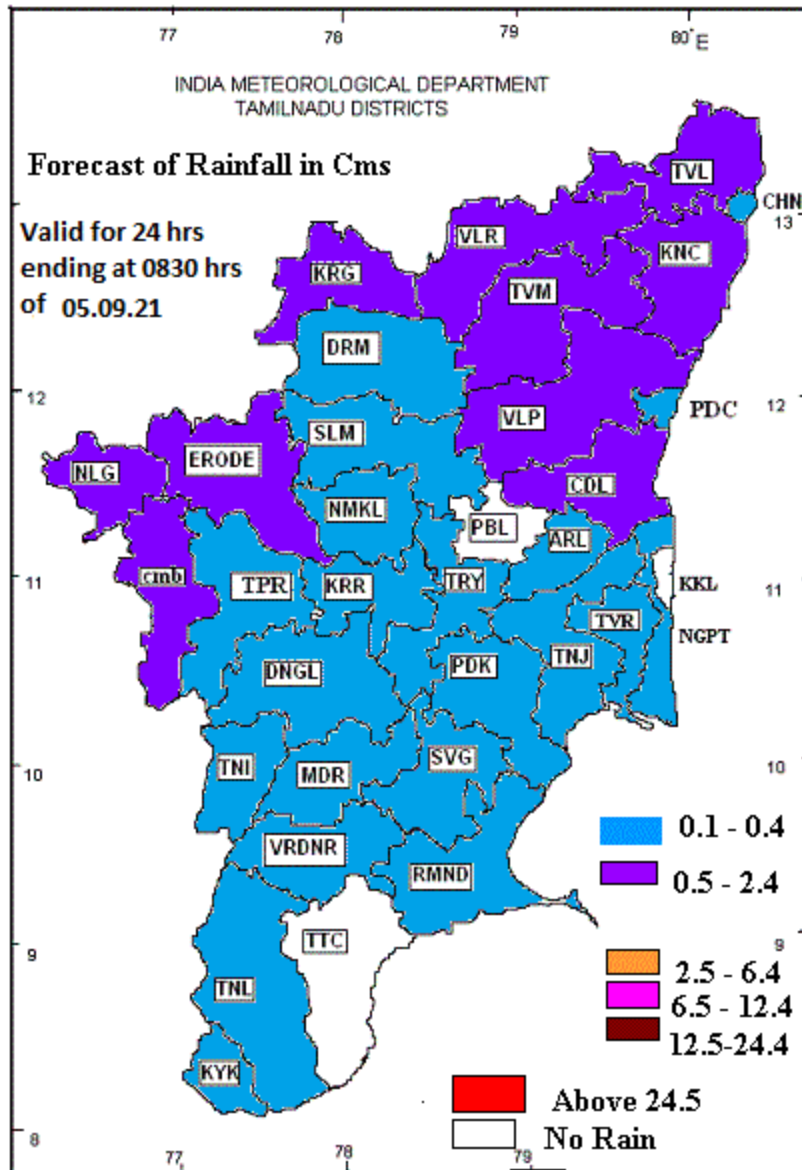 77 78 79 80°E
INDIA METEOROLOGICAL DEPARTMENT
TAMILNADU DISTRICTS
Forecast of Rainfall in Cms
TVL
CHN
13
Valid for 24 hrs
ending at 0830 hrs
of 05.09.21
VLR
KNC
KRG
TVM
DRM
12
12
PDC
VLP
SLM
ERODE
NLG
CDL
NMKL
PBL
ARL
cmb
TPR
KRR
TRY
KKL
11
11
TVR
NGPT
DNGL
PDK
TNJ
10
10
TNI
MDR
SVG
VRDNR
RMND
0.1 - 0.4
0.5 - 2.4
9
9
TTC
2.5 - 6.4
TNL
6.5 - 12.4
12.5-24.4
KYK
Above 24.5
No Rain
8
77 78 79